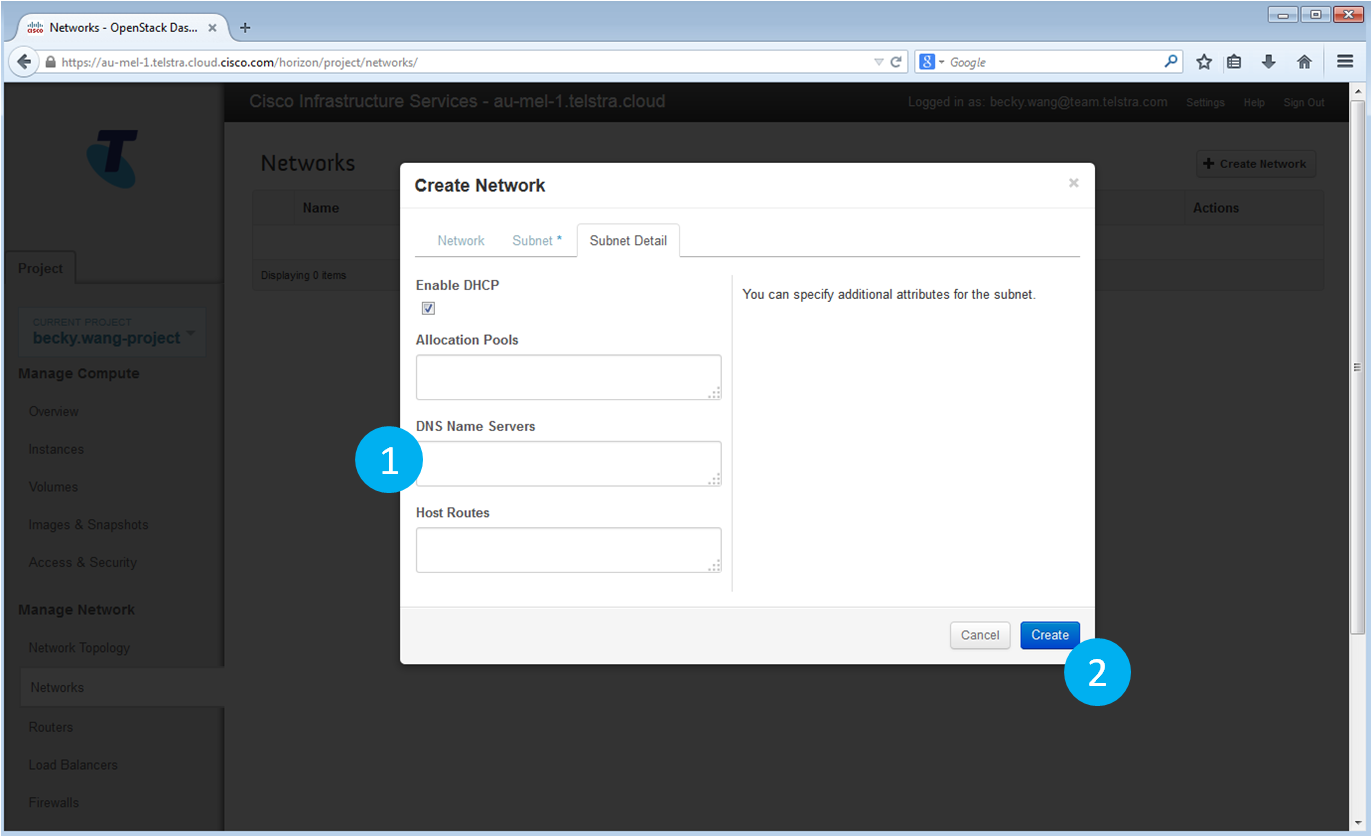 cisco
Networks - OpenStack Das...
https://au-mel-1.telstra.cloud.cisco.com/horizon/project/networks/
8 Google
Cisco Infrastructure Services - au-mel-1.telstra.cloud
Logged in as: becky.wang@team.telstra.com Settings Help Sign Out
T
Networks
Create Network
Name
Actions
Displaying 0 items
Project
CURRENT PROJECT
becky.wang-project
Manage Compute
Overview
Instances
Volumes
Images & Snapshots
Access & Security
Manage Network
Network Topology
Networks
Routers
Load Balancers
Firewalls
Create Network
Network Subnet * Subnet Detail
Enable DHCP
You can specify additional attributes for the subnet.
Allocation Pools
DNS Name Servers
1
Host Routes
Cancel Create
2